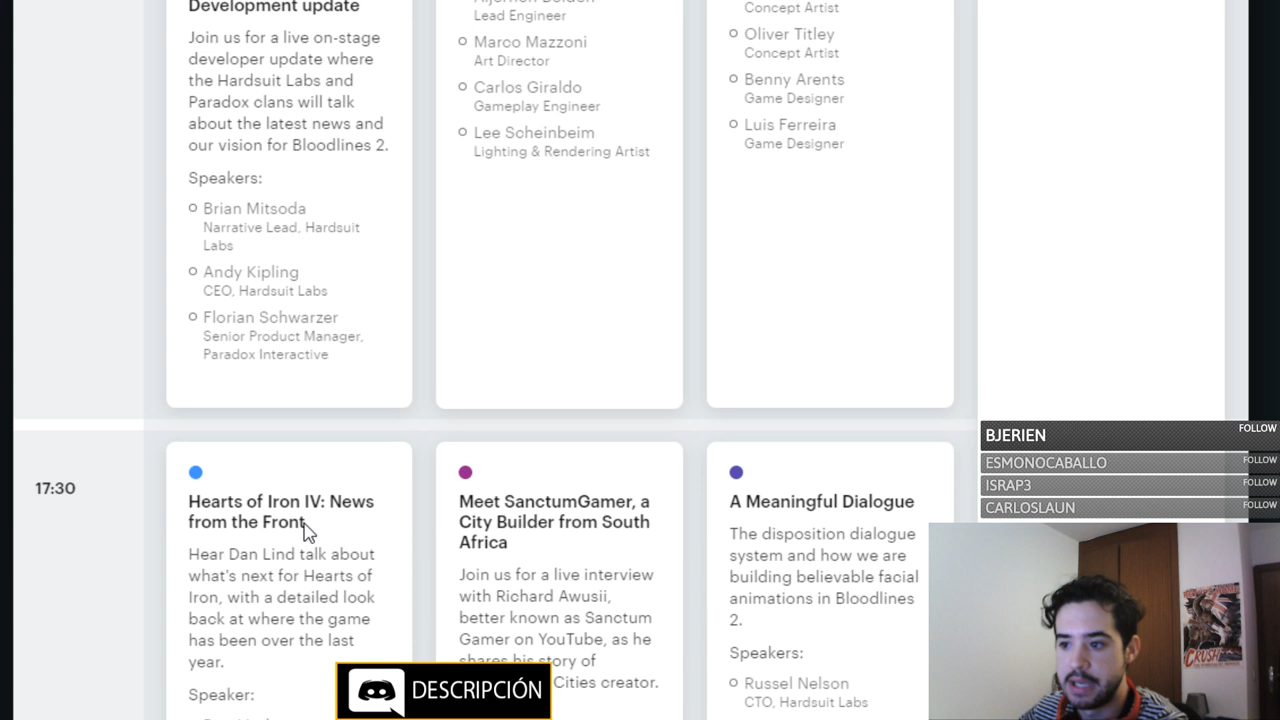 Development update
Join us for a live on-stage
developer update where
the Hardsuit Labs and
Paradox clans will talk
about the latest news and
our vision for Bloodlines 2.
Speakers:
Brian Mitsoda
Narrative Lead, Hardsuit
Labs
Andy Kipling
CEO, Hardsuit Labs
Florian Schwarzer
Senior Product Manager,
Paradox Interactive
Lead Engineer
Marco Mazzoni
Art Director
Carlos Giraldo
Gameplay Engineer
Lee Scheinbeim
Lighting & Rendering Artist
Concept Artist
Oliver Titley
Concept Artist
Benny Arents
Game Designer
Luis Ferreira
Game Designer
17:30
Hearts of Iron IV: News
from the Front
Hear Dan Lind talk about
what's next for Hearts of
Iron, with a detailed look
back at where the game
has been over the last
year.
Speaker:
Meet SanctumGamer, a
City Builder from South
Africa
Join us for a live interview
with Richard Awusii,
better known as Sanctum
Gamer on YouTube, as he
shares his story of
Cities creator.
A Meaningful Dialogue
The disposition dialogue
system and how we are
building believable facial
animations in Bloodlines
2.
Speakers:
Russel Nelson
CTO, Hardsuit Labs
BJERIEN FOLLOW
ESMONOCABALLO FOLLOW
ISRAP3 FOLLOW
CARLOSLAUN FOLLOW
DESCRIPCIÓN
CRUSH